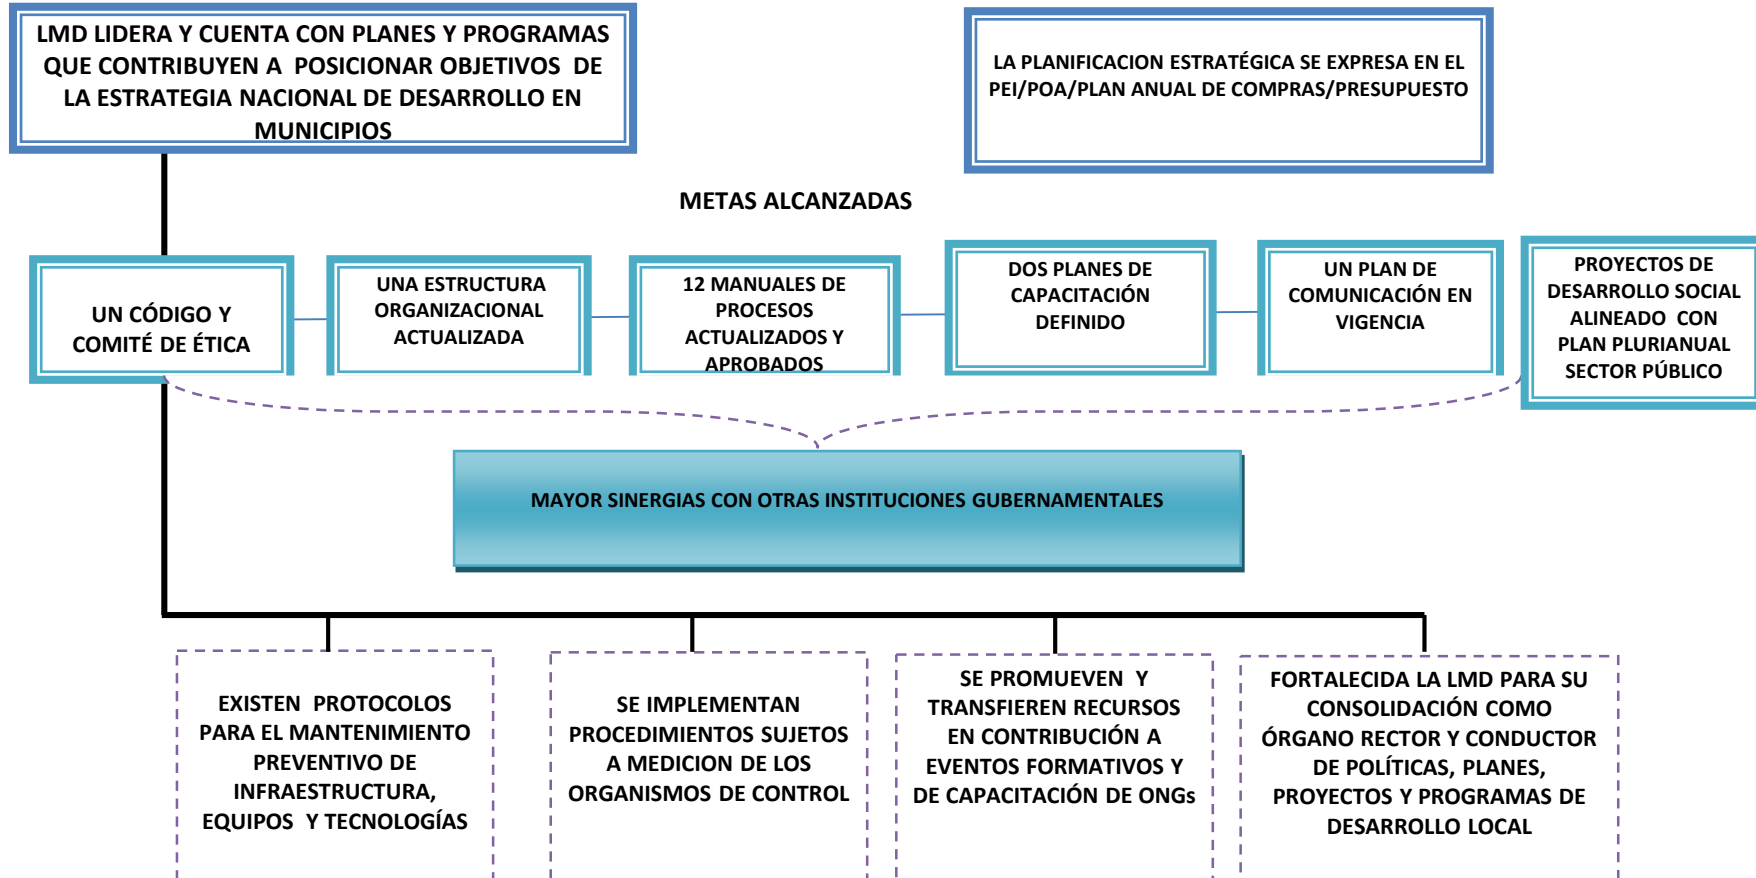 LMD LIDERA Y CUENTA CON PLANES Y PROGRAMAS
QUE CONTRIBUYEN A POSICIONAR OBJETIVOS DE
LA ESTRATEGIA NACIONAL DE DESARROLLO EN
MUNICIPIOS
LA PLANIFICACION ESTRATÉGICA SE EXPRESA EN EL
PEI/POA/PLAN ANUAL DE COMPRAS/PRESUPUESTO
METAS ALCANZADAS
UN CÓDIGO Y
COMITÉ DE ÉTICA
UNA ESTRUCTURA
ORGANIZACIONAL
ACTUALIZADA
12 MANUALES DE
PROCESOS
ACTUALIZADOS Y
APROBADOS
DOS PLANES DE
CAPACITACIÓN
DEFINIDO
UN PLAN DE
COMUNICACIÓN EN
VIGENCIA
PROYECTOS DE
DESARROLLO SOCIAL
ALINEADO CON
PLAN PLURIANUAL
SECTOR PÚBLICO
MAYOR SINERGIAS CON OTRAS INSTITUCIONES GUBERNAMENTALES
EXISTEN PROTOCOLOS
PARA EL MANTENIMIENTO
PREVENTIVO DE
INFRAESTRUCTURA,
EQUIPOS Y TECNOLOGÍAS
SE IMPLEMENTAN
PROCEDIMIENTOS SUJETOS
A MEDICION DE LOS
ORGANISMOS DE CONTROL
SE PROMUEVEN Y
TRANSFIEREN RECURSOS
EN CONTRIBUCIÓN A
EVENTOS FORMATIVOS Y
DE CAPACITACIÓN DE ONGs
FORTALECIDA LA LMD PARA SU
CONSOLIDACIÓN COMO
ÓRGANO RECTOR Y CONDUCTOR
DE POLÍTICAS, PLANES,
PROYECTOS Y PROGRAMAS DE
DESARROLLO LOCAL